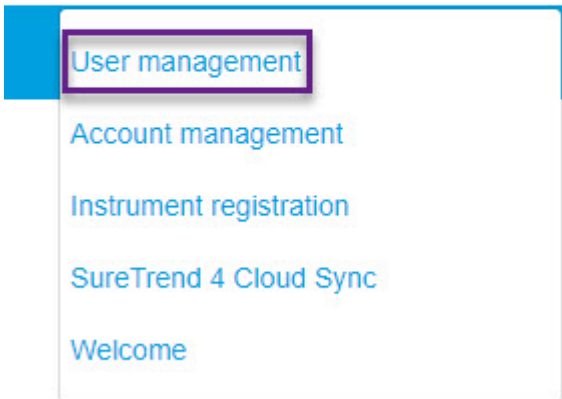 User management
Account management
Instrument registration
SureTrend 4 Cloud Sync
Welcome